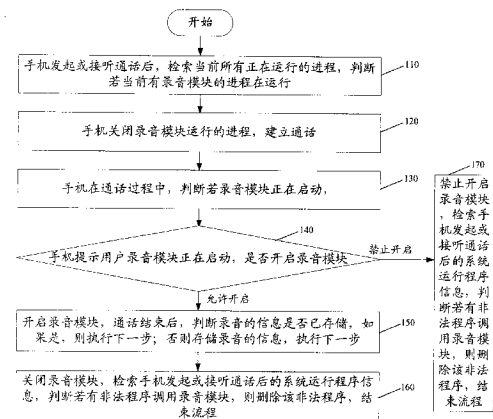 开始
手机发起或接听通话后，检索当前所有正在运行的进程，判断
若当前有录音模块的进程在运行
110
手机关闭录音模块运行的进程，建立通话
120
手机在通话过程中，判断若录音模块正在启动，
130
手机提示用户录音模块正在启动，是否开启录音模块
140
禁止开启
允许开启
开启录音模块，通话结束后，判断录音的信息是否已存储，如
果是，则执行下一步；否则存储录音的信息，执行下一步
150
关闭录音模块，检索手机发起或接听通话后的系统运行程序信
息，判断若有非法程序调用录音模块，则删除该非法程序，结
束流程
160
170
禁止开启
录音模块
，检索手
机发起或
接听通话
后的系统
运行程序
信息，判
断若有非
法程序调
用录音模
块，则删
除该非法
程序，结
束流程